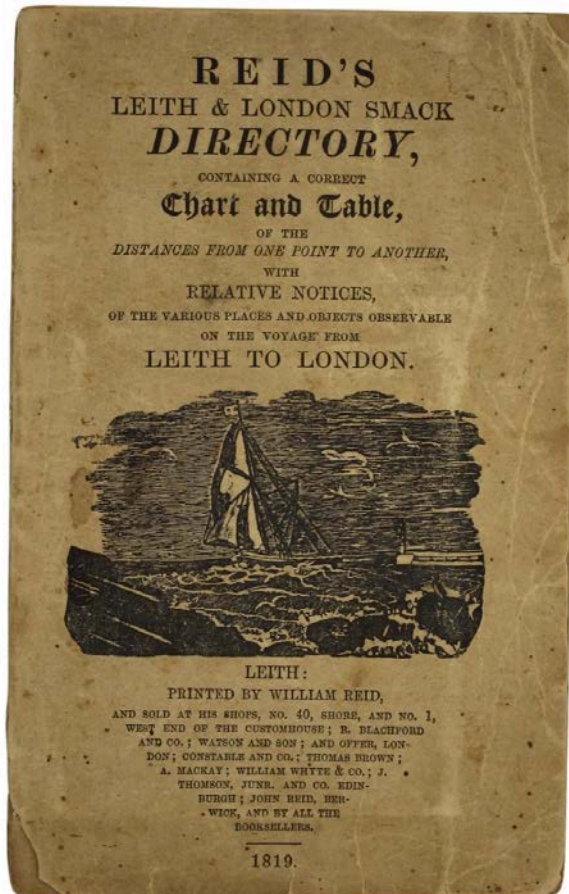 REID'S
LEITH & LONDON SMACK
DIRECTORY,
CONTAINING A CORRECT
Chart and Table,
OF THE
DISTANCES FROM ONE POINT TO ANOTHER,
WITH
RELATIVE NOTICES,
OF THE VARIOUS PLACES AND OBJECTS OBSERVABLE
ON THE VOYAGE FROM
LEITH TO LONDON.
LEITH:
PRINTED BY WILLIAM REID,
AND SOLD AT HIS SHOPS, NO. 40, SHORE, AND NO. 1,
WEST END OF THE CUSTOMHOUSE; R. BLACHFORD
AND CO.; WATSON AND SON; AND OFFER, LON-
DON; CONSTABLE AND CO.; THOMAS BROWN;
A. MACKAY; WILLIAM WHYTE & CO.; J.
THOMSON, JUNR. AND CO. EDIN-
BURGH; JOHN REID, BER-
WICK, AND BY ALL THE
BOOKSELLERS.
1819.